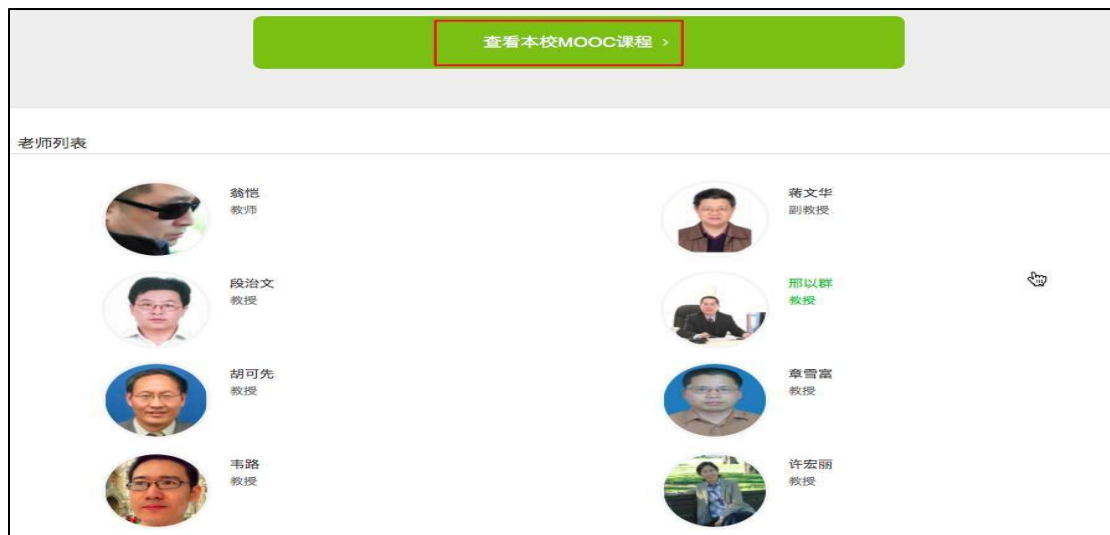 查看本校MOOC课程 >
老师列表
翁恺
教师
蒋文华
副教授
段治文
教授
邢以群
教授
胡可先
教授
章雪富
教授
韦路
教授
许宏丽
教授